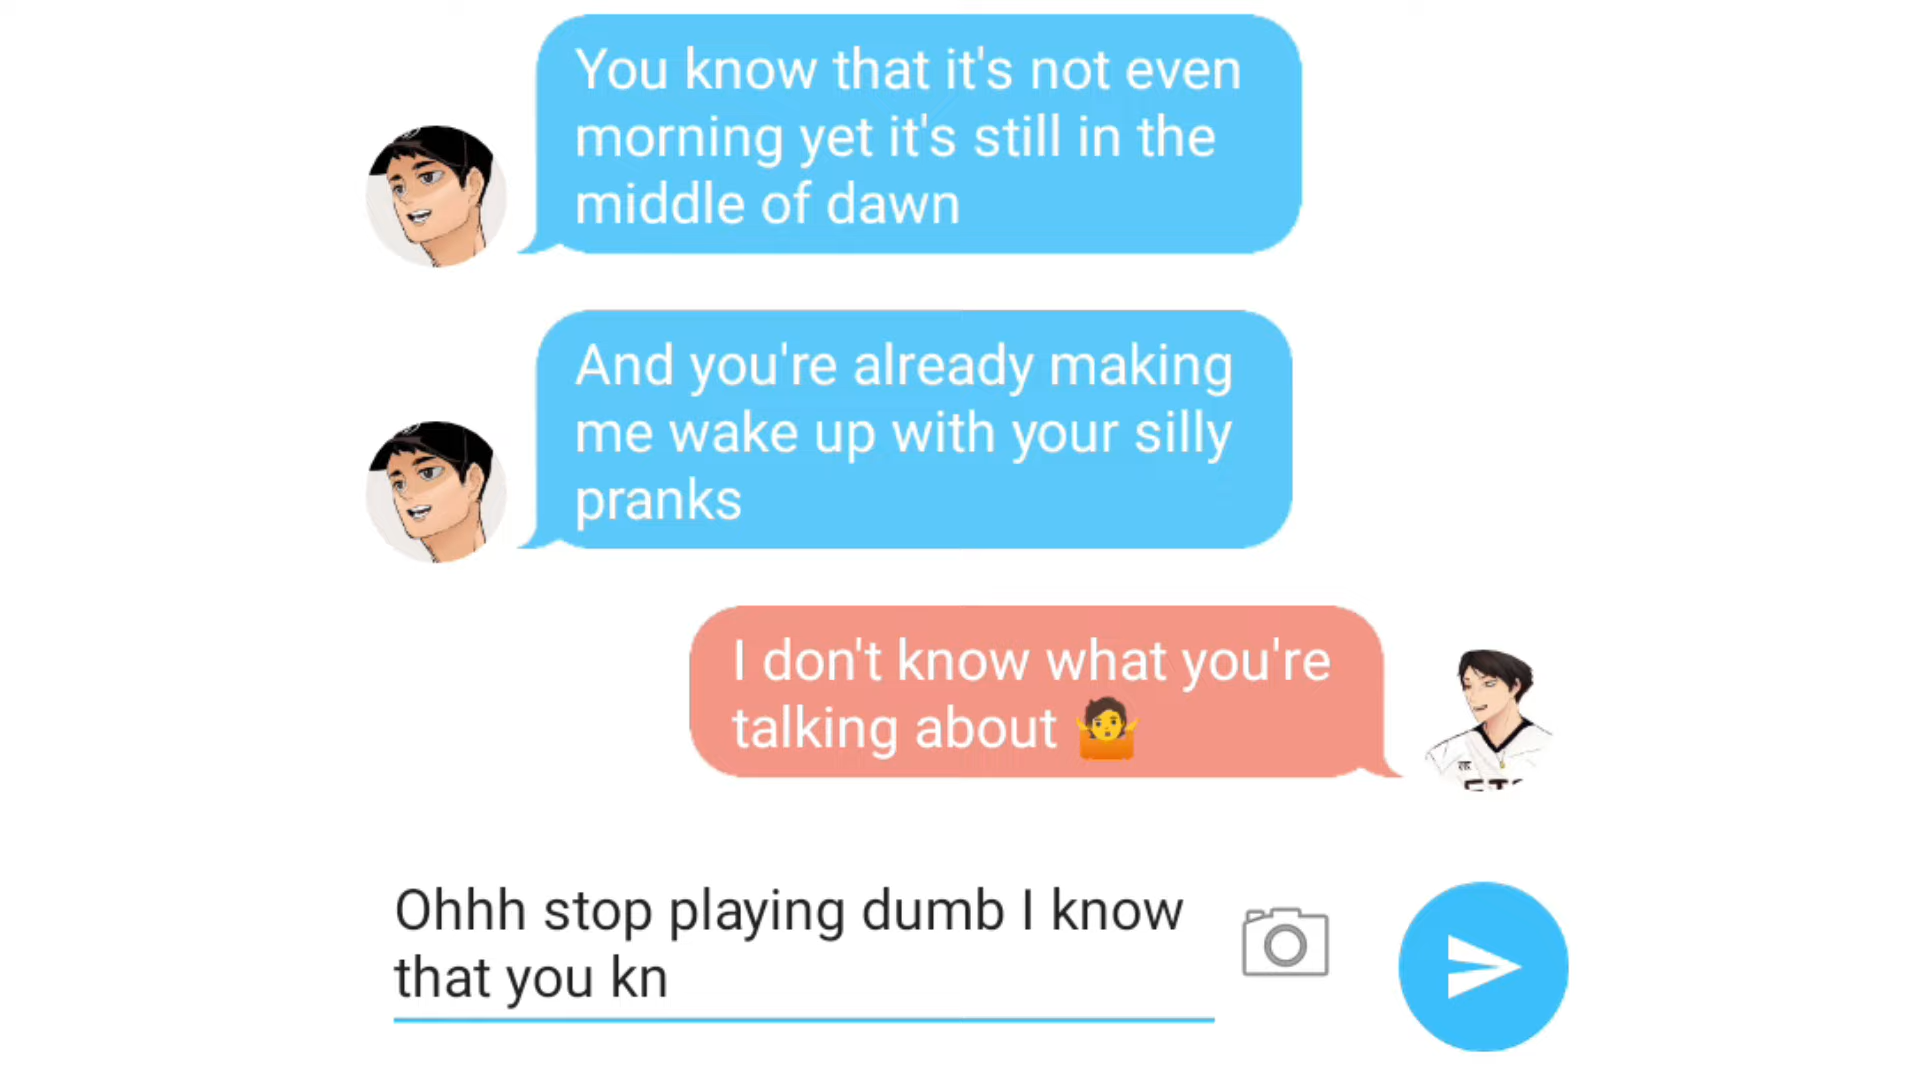 You know that it's not even
morning yet it's still in the
middle of dawn
And you're already making
me wake up with your silly
pranks
I don't know what you're
talking about 🤷
Ohhh stop playing dumb I know
that you kn